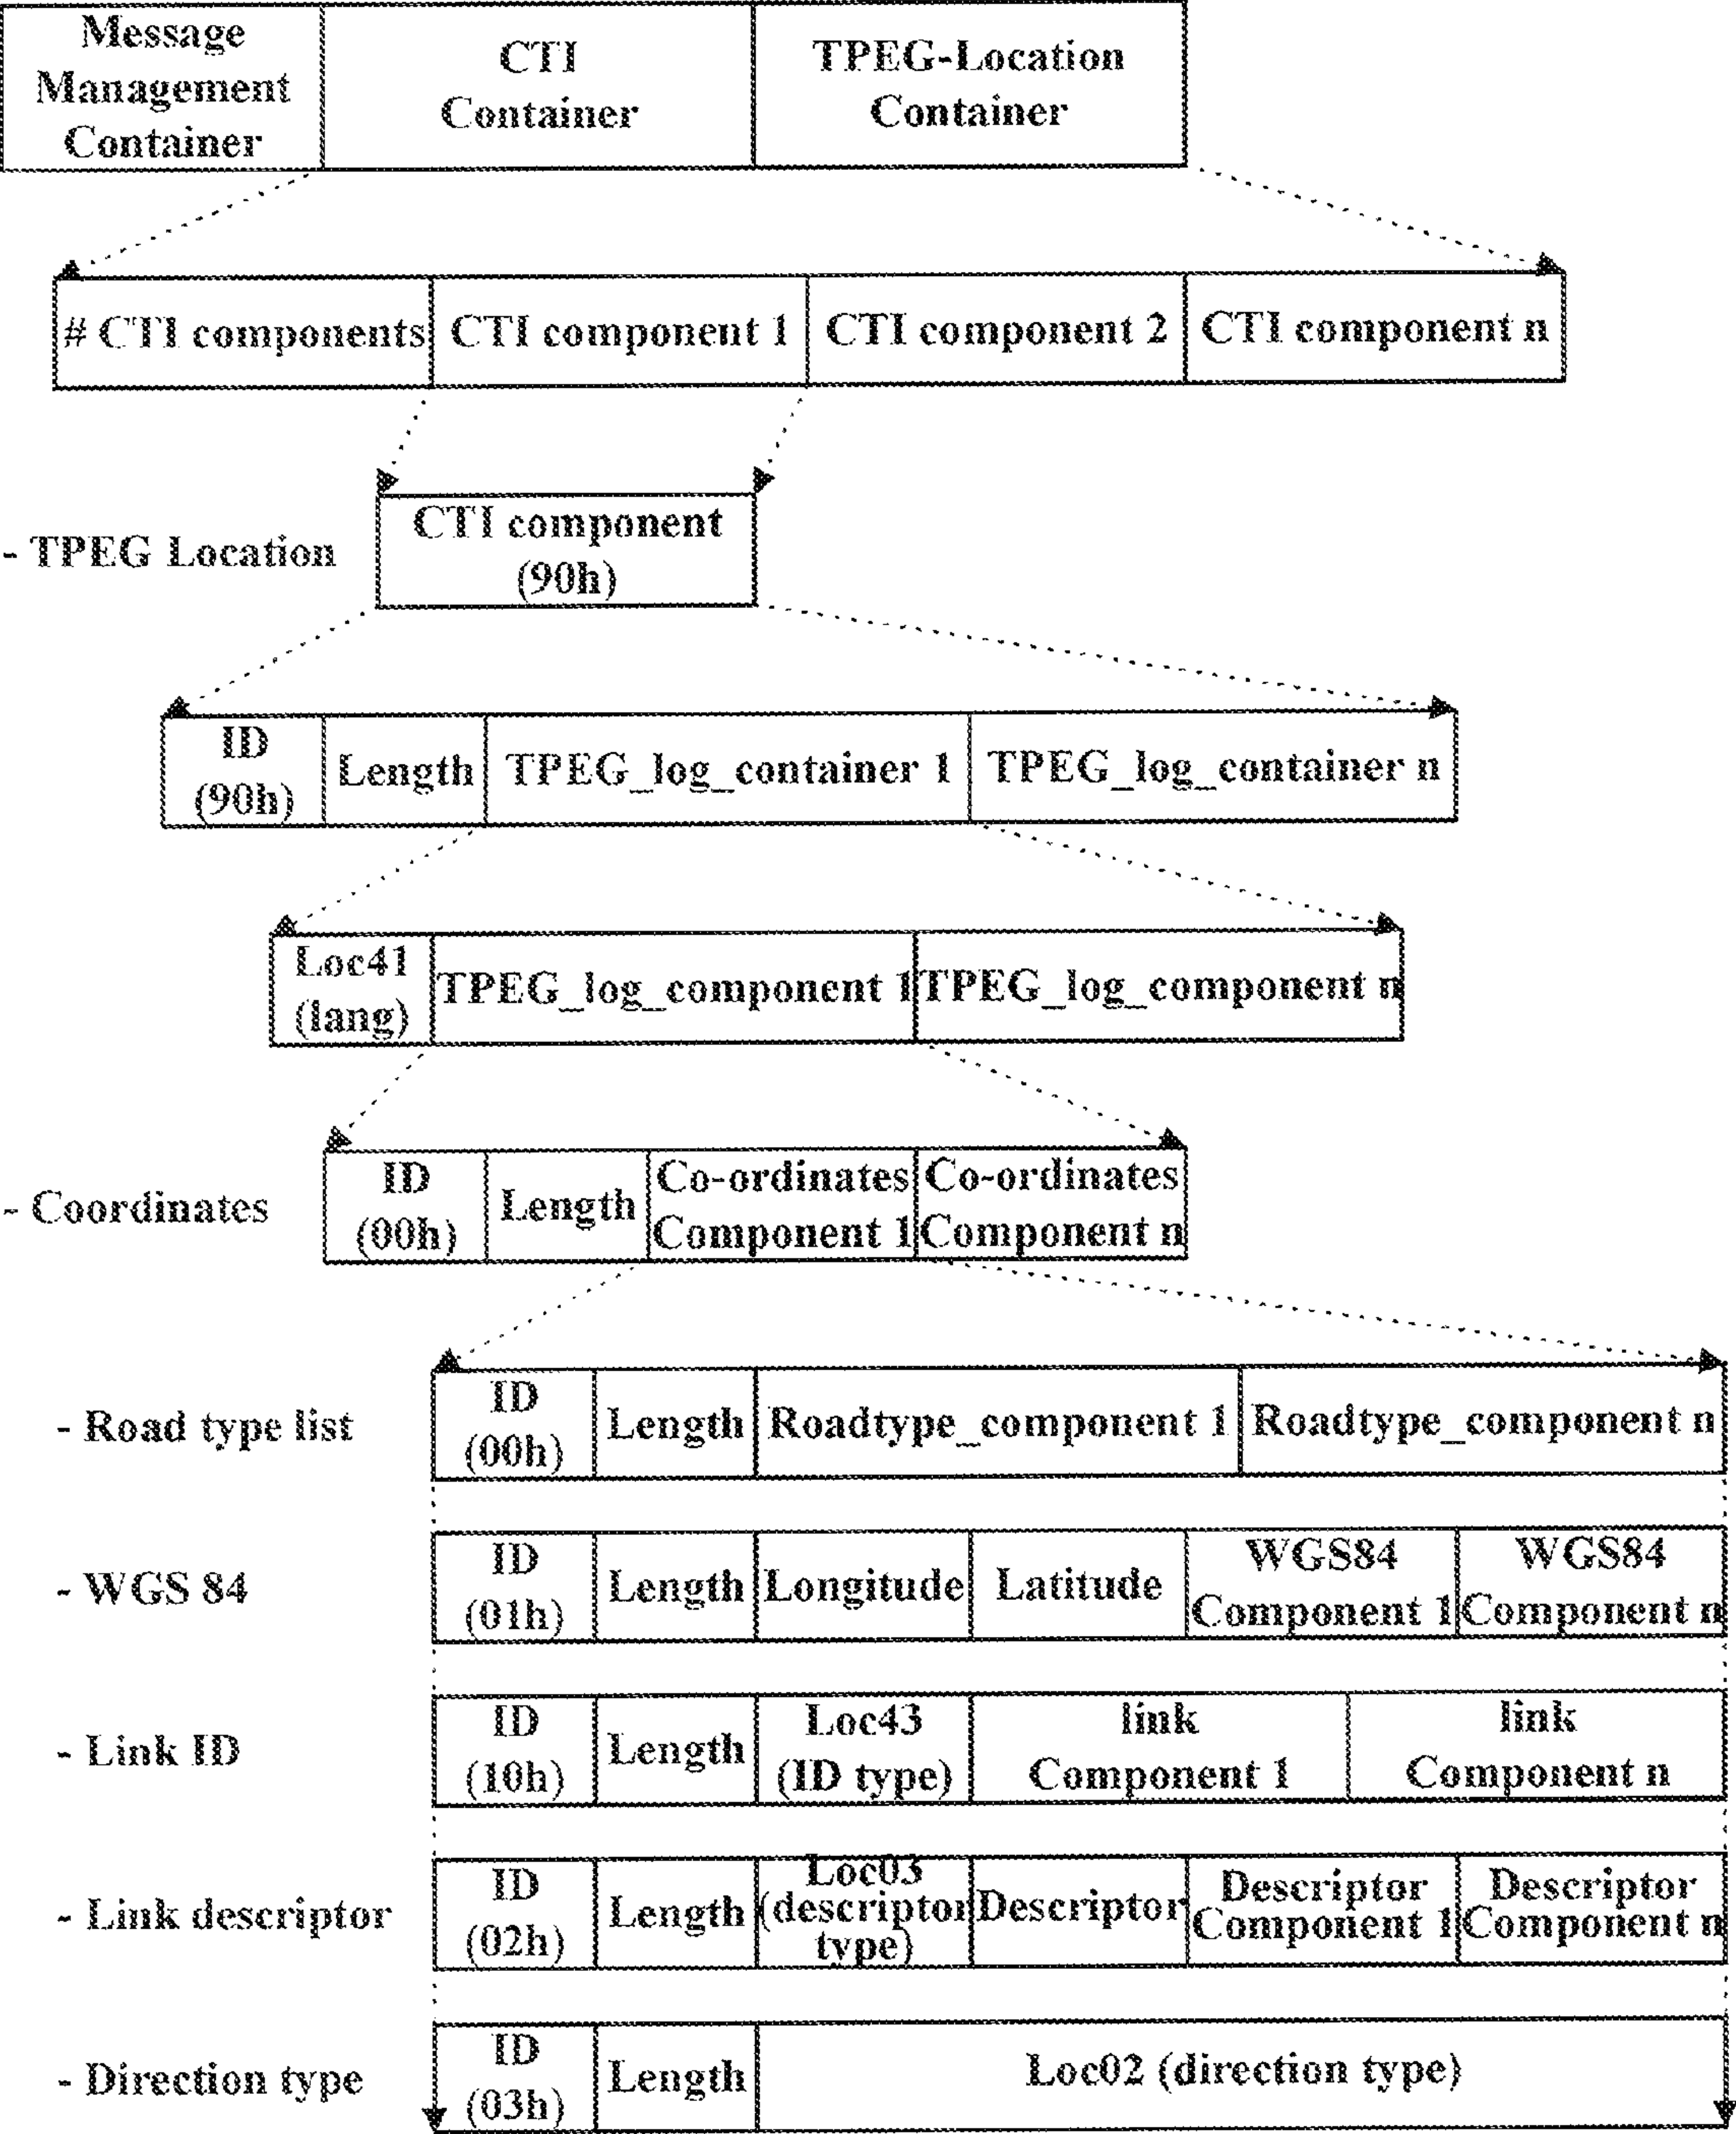 Message
Management
Container
CTI
Container
TPEG-Location
Container
# CTI components
CTI component 1
CTI component 2
CTI component n
- TPEG Location
CTI component
(90h)
ID
(90h)
Length
TPEG_log_container 1
TPEG_log_container n
Loc41
(lang)
TPEG_log_component 1
TPEG_log_component n
- Coordinates
ID
(00h)
Length
Co-ordinates
Component 1
Co-ordinates
Component n
- Road type list
ID
(00h)
Length
Roadtype_component 1
Roadtype_component n
- WGS 84
ID
(01h)
Length
Longitude
Latitude
WGS84
Component 1
WGS84
Component n
- Link ID
ID
(10h)
Length
Loc43
(ID type)
link
Component 1
link
Component n
- Link descriptor
ID
(02h)
Length
Loc03
(descriptor
type)
Descriptor
Descriptor
Component 1
Descriptor
Component n
- Direction type
ID
(03h)
Length
Loc02 (direction type)